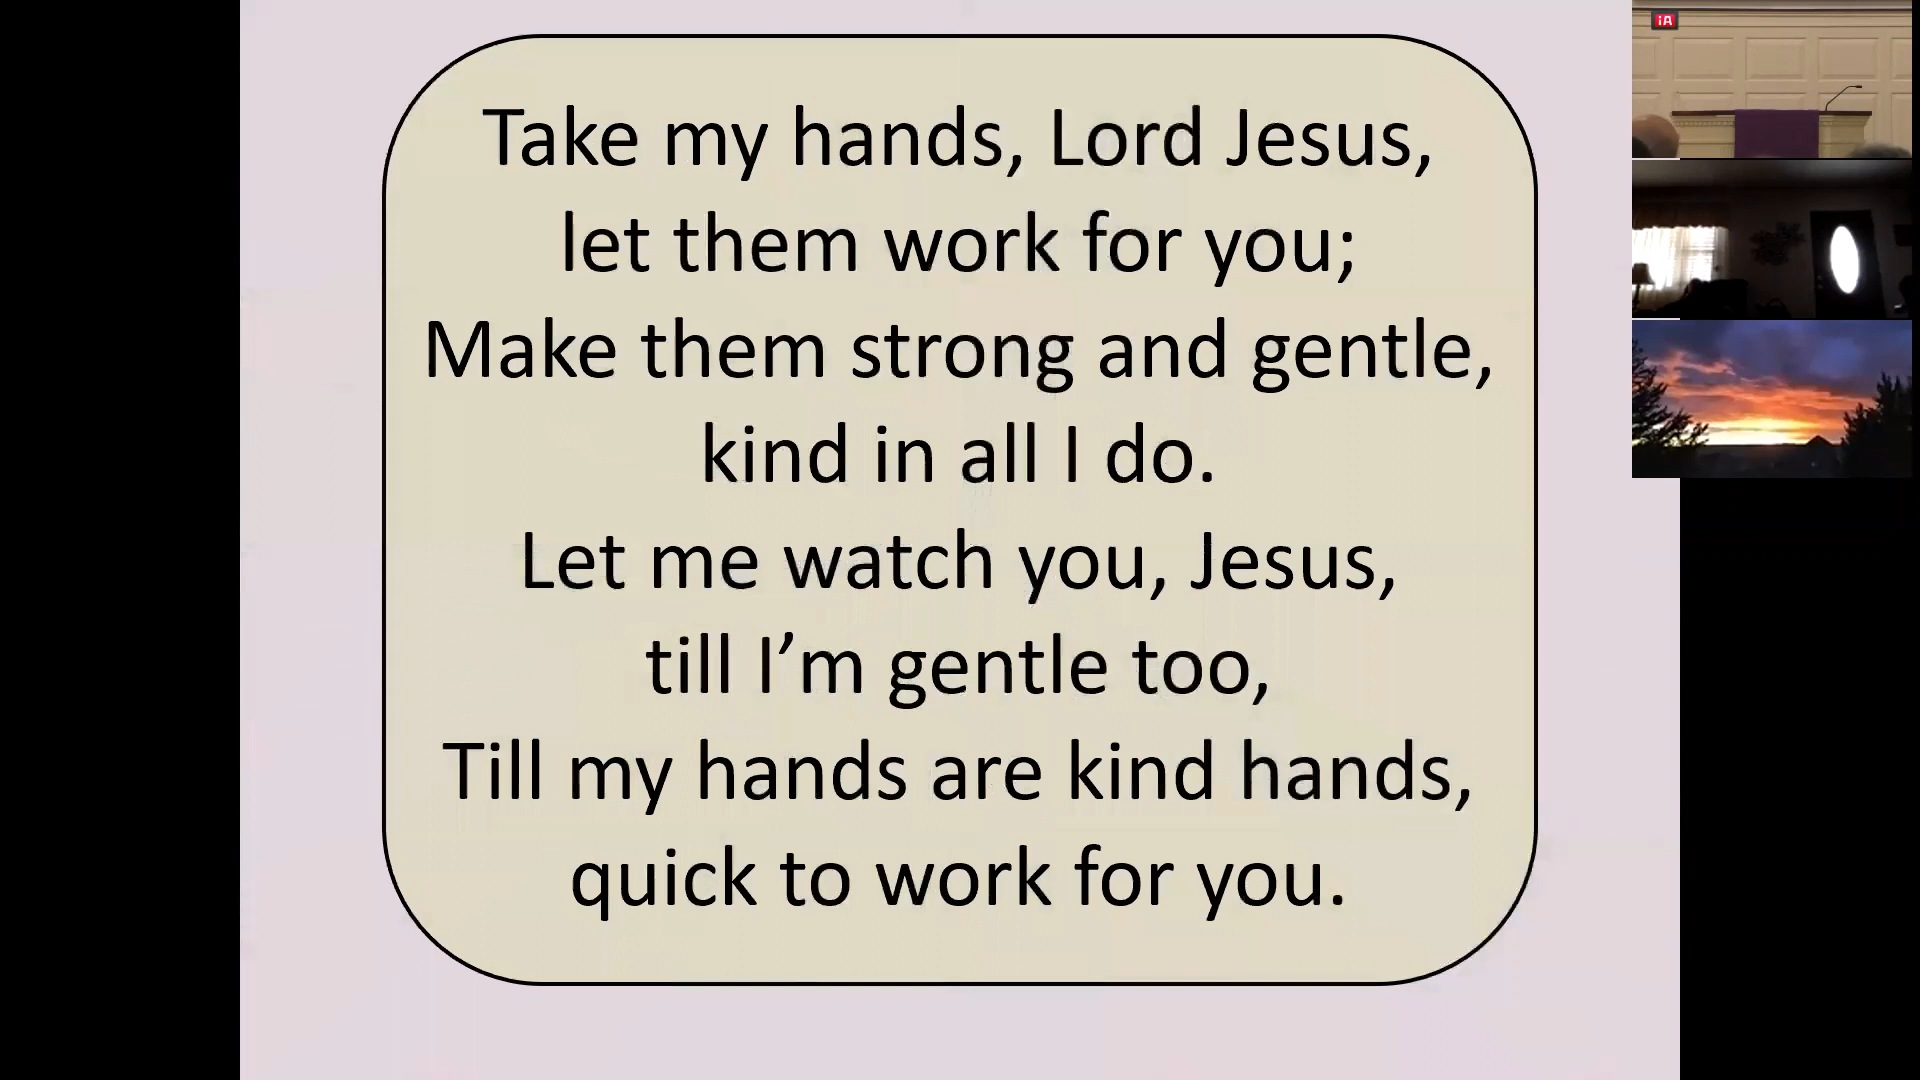 Take my hands, Lord Jesus,
let them work for you;
Make them strong and gentle,
kind in all I do.
Let me watch you, Jesus,
till I’m gentle too,
Till my hands are kind hands,
quick to work for you.
iA